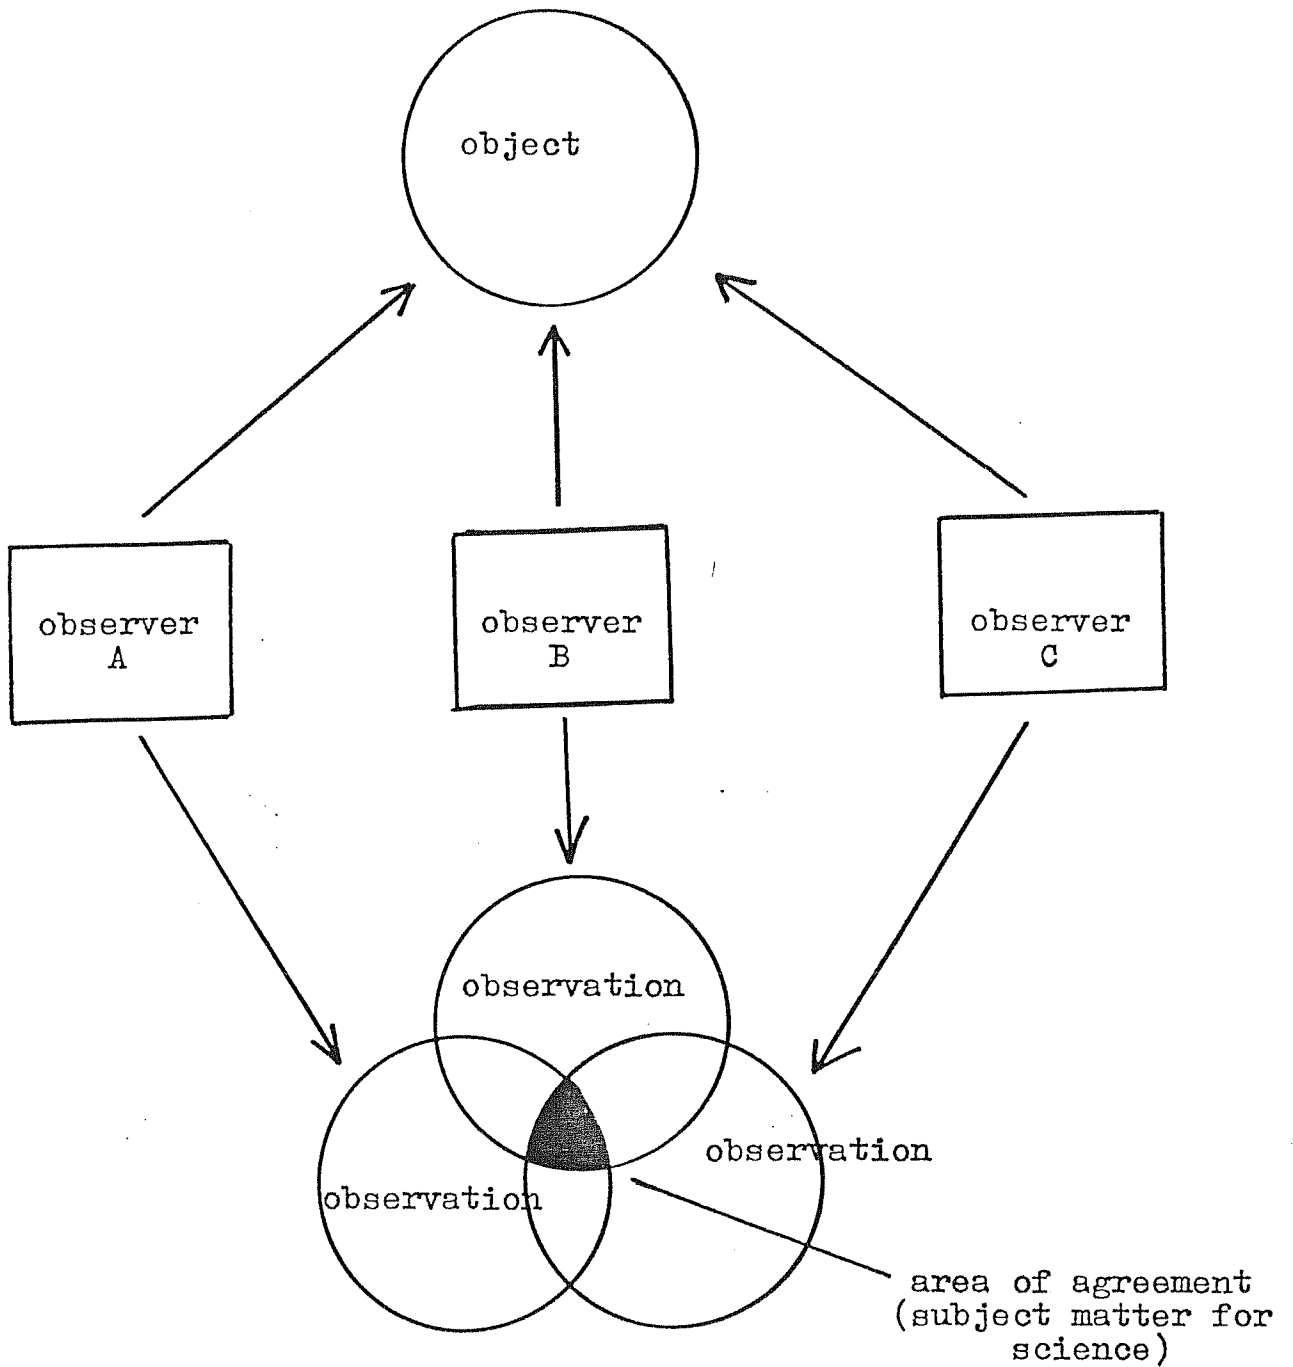 object
observer
A
observer
B
observer
C
observation
observation
observation
area of agreement
(subject matter for
science)